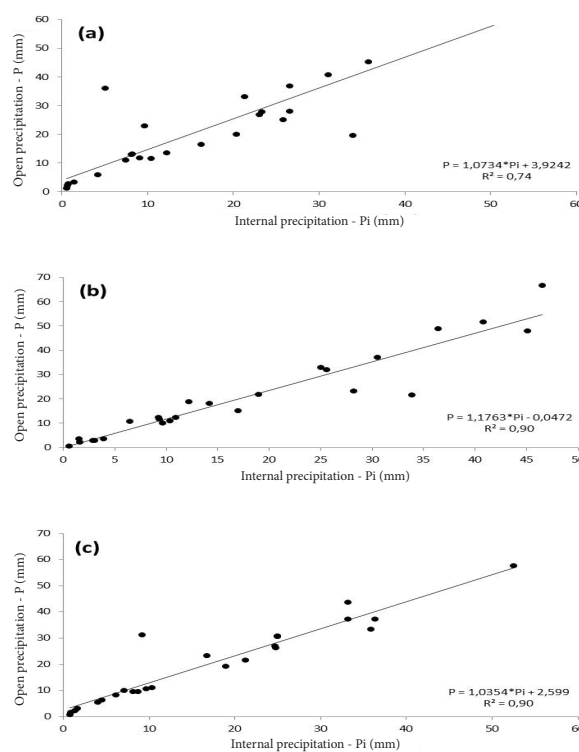 (a)
Open precipitation - P (mm)
60
50
40
30
20
10
0
P = 1,0734*Pi + 3,9242
R² = 0,74
0 10 20 30 40 50 60
Internal precipitation - Pi (mm)
(b)
Open precipitation - P (mm)
70
60
50
40
30
20
10
0
P = 1,1763*Pi - 0,0472
R² = 0,90
0 5 10 15 20 25 30 35 40 45 50
Internal precipitation - Pi (mm)
(c)
Open precipitation - P (mm)
70
60
50
40
30
20
10
0
P = 1,0354*Pi + 2,599
R² = 0,90
0 10 20 30 40 50 60
Internal precipitation - Pi (mm)